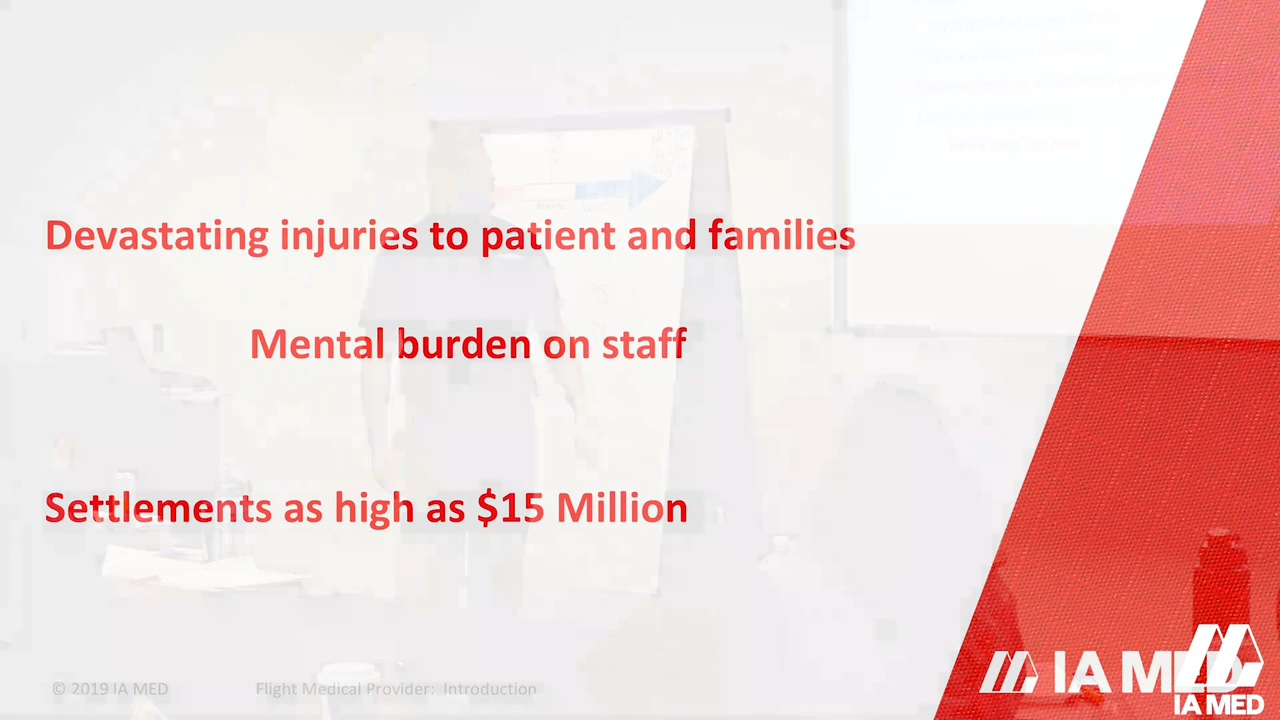 Devastating injuries to patient and families
Mental burden on staff
Settlements as high as $15 Million
© 2019 IA MED
Flight Medical Provider: Introduction
IA MED
IA MED